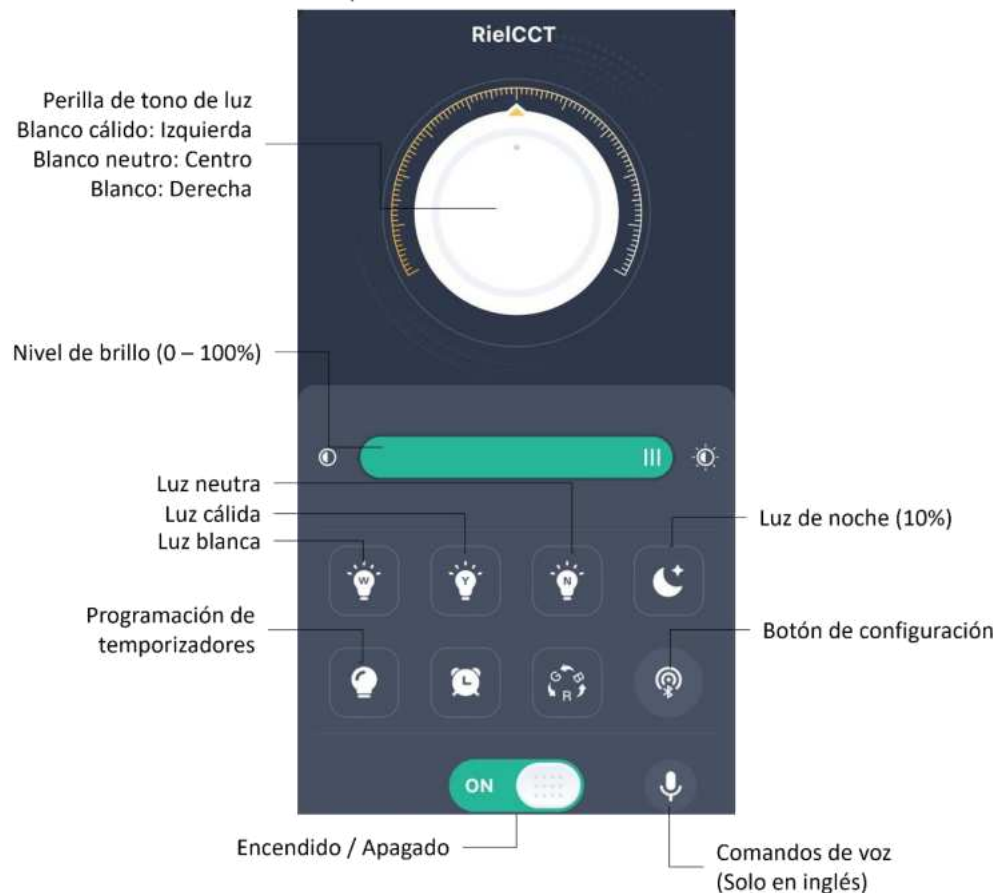 RielCCT
Perilla de tono de luz
Blanco cálido: Izquierda
Blanco neutro: Centro
Blanco: Derecha
Nivel de brillo (0 – 100%)
Luz neutra
Luz cálida
Luz blanca
Luz de noche (10%)
W
Y
N
Programación de
temporizadores
Botón de configuración
G B
R
ON
Encendido / Apagado
Comandos de voz
(Solo en inglés)